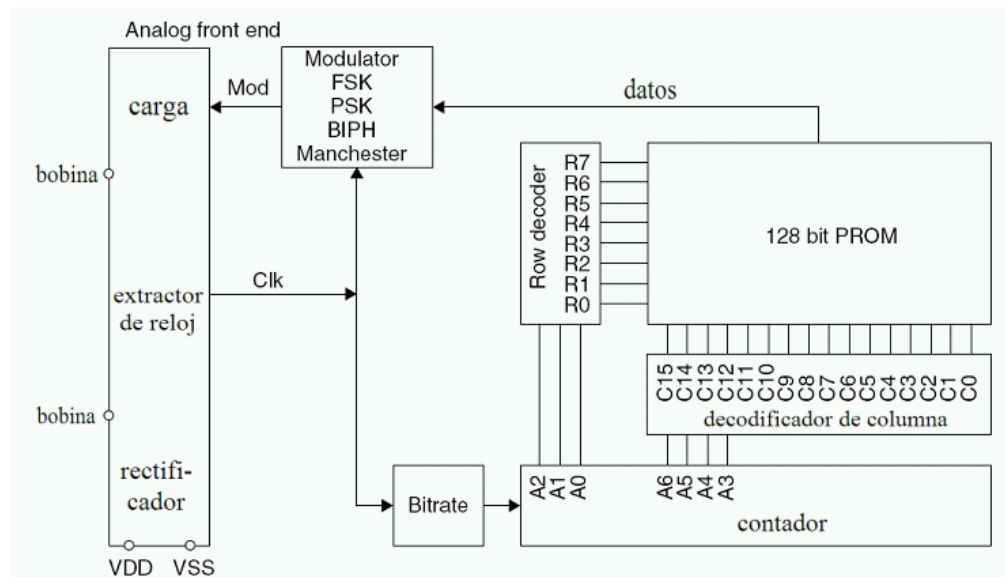 Analog front end
carga
bobina
extractor
de reloj
bobina
rectifi-
cador
VDD
VSS
Mod
Clk
Modulator
FSK
PSK
BIPH
Manchester
datos
Row decoder
R7
R6
R5
R4
R3
R2
R1
R0
128 bit PROM
C15 C14 C13 C12 C11 C10 C9 C8 C7 C6 C5 C4 C3 C2 C1 C0
decodificador de columna
Bitrate
A2 A1 A0 A6 A5 A4 A3
contador